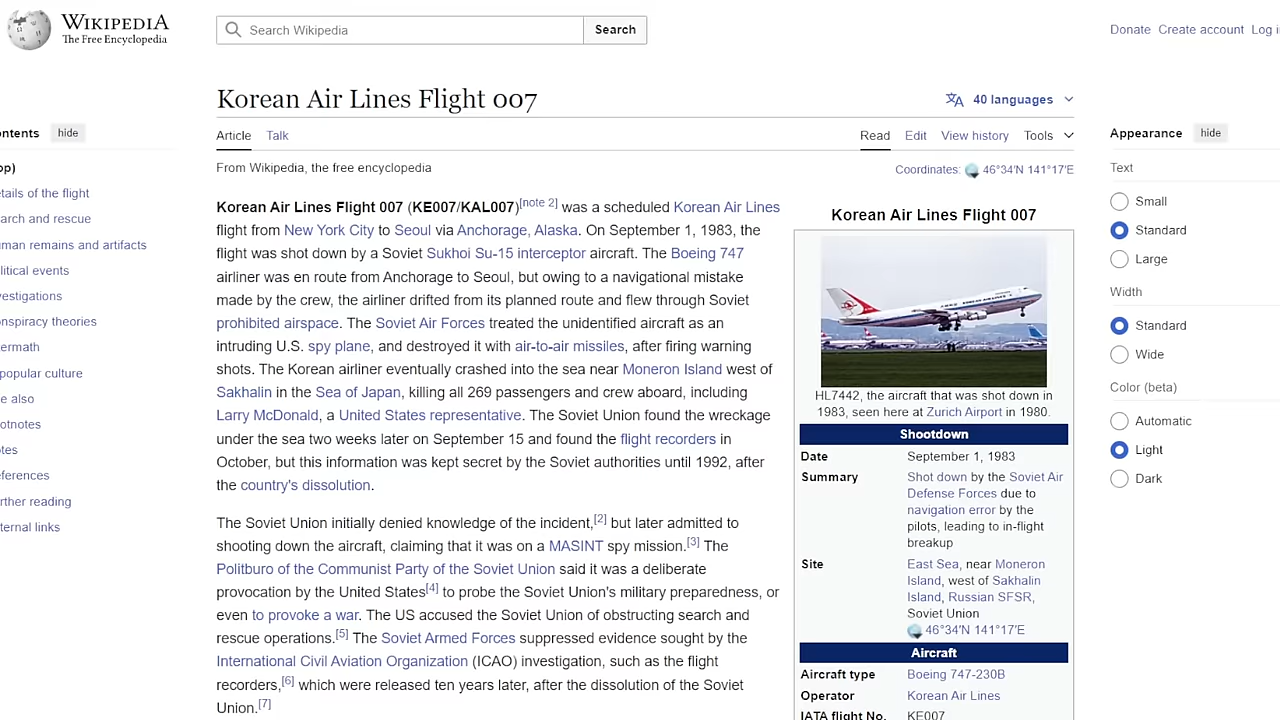 WIKIPEDIA
The Free Encyclopedia
Search Wikipedia
Search
Donate Create account Log i
Korean Air Lines Flight 007
40 languages
Article Talk
Read Edit View history Tools
From Wikipedia, the free encyclopedia
Coordinates: 46°34′N 141°17′E
ontents hide
op)
etails of the flight
arch and rescue
man remains and artifacts
litical events
vestigations
onspiracy theories
termath
popular culture
e also
otnotes
tes
eferences
rther reading
ternal links
Korean Air Lines Flight 007 (KE007/KAL007)[note 2] was a scheduled Korean Air Lines
flight from New York City to Seoul via Anchorage, Alaska. On September 1, 1983, the
flight was shot down by a Soviet Sukhoi Su-15 interceptor aircraft. The Boeing 747
airliner was en route from Anchorage to Seoul, but owing to a navigational mistake
made by the crew, the airliner drifted from its planned route and flew through Soviet
prohibited airspace. The Soviet Air Forces treated the unidentified aircraft as an
intruding U.S. spy plane, and destroyed it with air-to-air missiles, after firing warning
shots. The Korean airliner eventually crashed into the sea near Moneron Island west of
Sakhalin in the Sea of Japan, killing all 269 passengers and crew aboard, including
Larry McDonald, a United States representative. The Soviet Union found the wreckage
under the sea two weeks later on September 15 and found the flight recorders in
October, but this information was kept secret by the Soviet authorities until 1992, after
the country's dissolution.
The Soviet Union initially denied knowledge of the incident,[2] but later admitted to
shooting down the aircraft, claiming that it was on a MASINT spy mission.[3] The
Politburo of the Communist Party of the Soviet Union said it was a deliberate
provocation by the United States[4] to probe the Soviet Union's military preparedness, or
even to provoke a war. The US accused the Soviet Union of obstructing search and
rescue operations.[5] The Soviet Armed Forces suppressed evidence sought by the
International Civil Aviation Organization (ICAO) investigation, such as the flight
recorders,[6] which were released ten years later, after the dissolution of the Soviet
Union.[7]
Korean Air Lines Flight 007
HL7442, the aircraft that was shot down in
1983, seen here at Zurich Airport in 1980.
Shootdown
Date September 1, 1983
Summary Shot down by the Soviet Air
Defense Forces due to
navigation error by the
pilots, leading to in-flight
breakup
Site East Sea, near Moneron
Island, west of Sakhalin
Island, Russian SFSR,
Soviet Union
46°34′N 141°17′E
Aircraft
Aircraft type Boeing 747-230B
Operator Korean Air Lines
IATA flight No. KE007
Appearance hide
Text
Small
Standard
Large
Width
Standard
Wide
Color (beta)
Automatic
Light
Dark